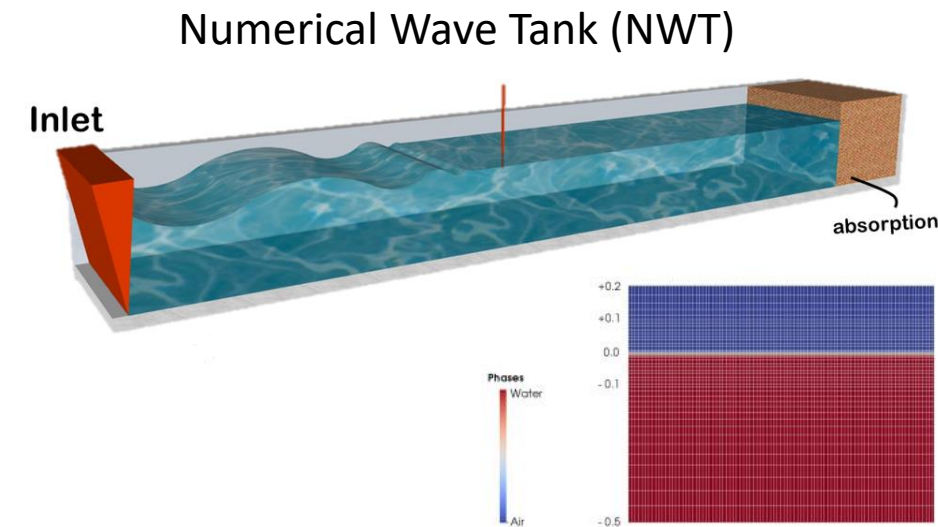 Numerical Wave Tank (NWT)
Inlet
absorption
+0.2
+0.1
0.0
-0.1
-0.5
Phases
Water
Air